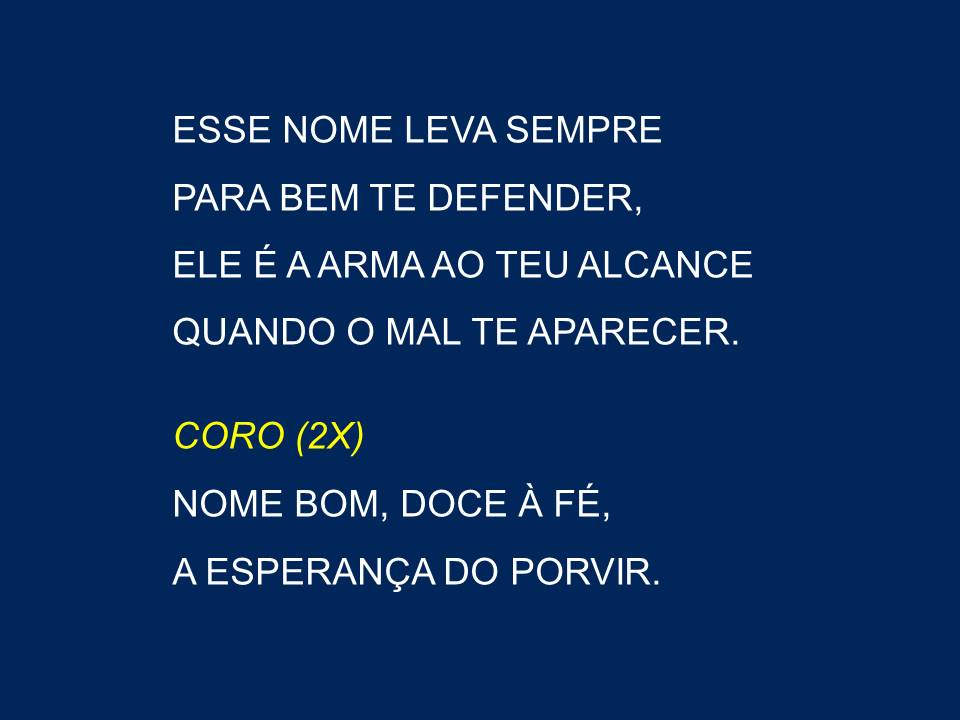 ESSE NOME LEVA SEMPRE
PARA BEM TE DEFENDER,
ELE É A ARMA AO TEU ALCANCE
QUANDO O MAL TE APARECER.
CORO (2X)
NOME BOM, DOCE À FÉ,
A ESPERANÇA DO PORVIR.